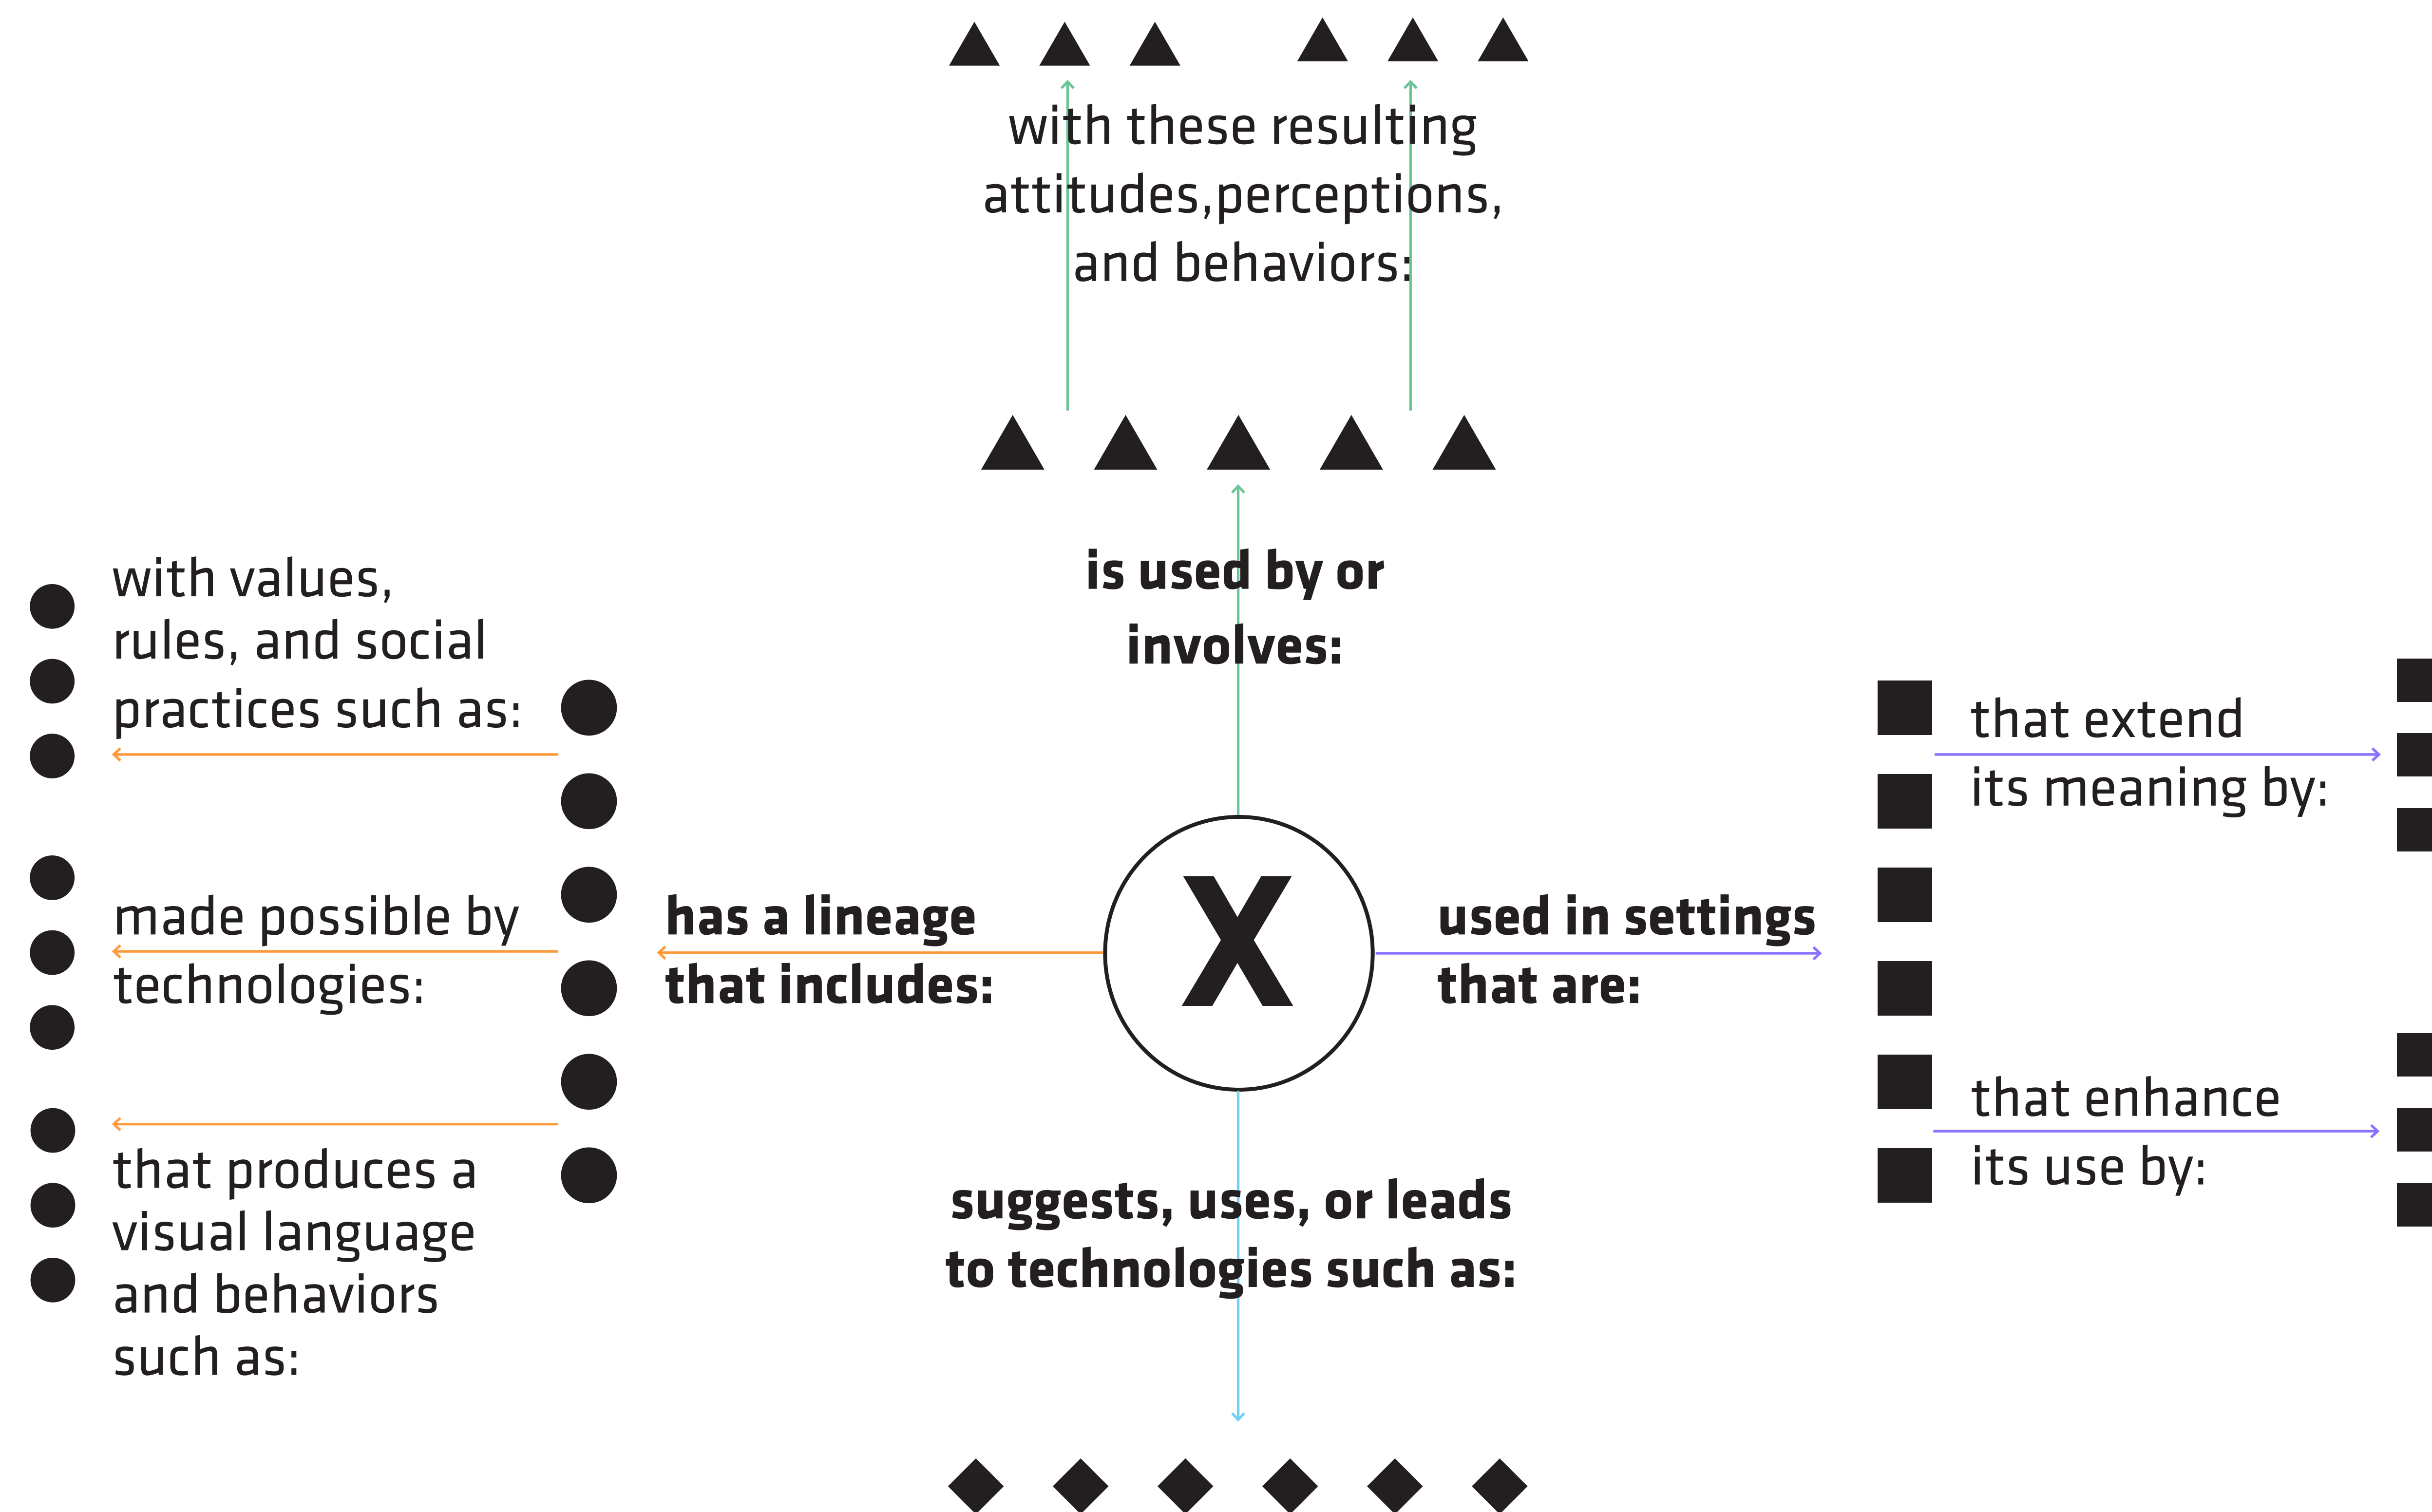 with these resulting
attitudes,perceptions,
and behaviors:
is used by or
involves:
with values,
rules, and social
practices such as:
made possible by
technologies:
that produces a
visual language
and behaviors
such as:
has a lineage
that includes:
X
used in settings
that are:
that extend
its meaning by:
that enhance
its use by:
suggests, uses, or leads
to technologies such as: